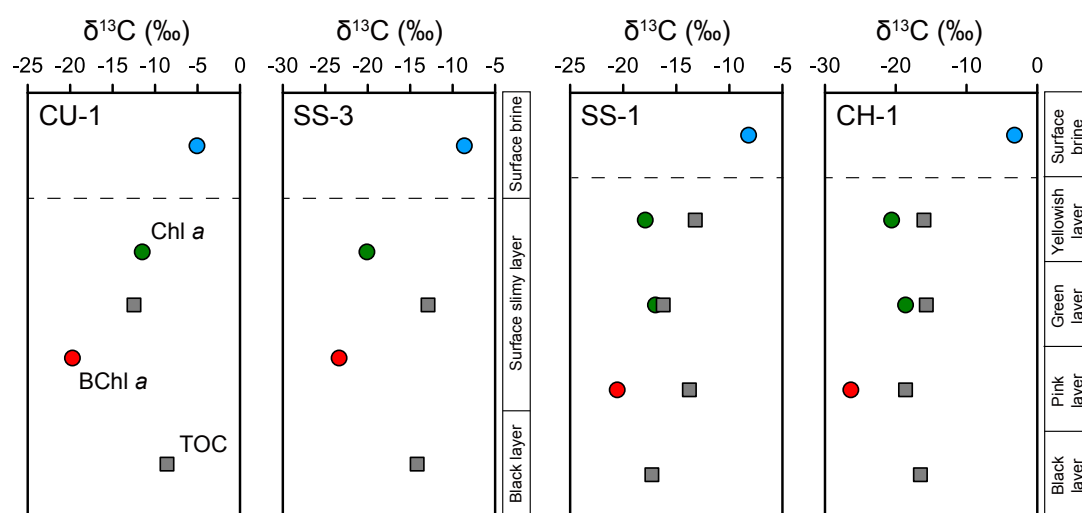 δ¹³C (‰) δ¹³C (‰) δ¹³C (‰) δ¹³C (‰)
-25 -20 -15 -10 -5 0 -30 -25 -20 -15 -10 -5 -25 -20 -15 -10 -5 -30 -20 -10 0
CU-1
Chl a
BChl a
TOC
SS-3
Surface brine
Surface slimy layer
Black layer
SS-1
CH-1
Surface
brine
Yellowish
layer
Green
layer
Pink
layer
Black
layer